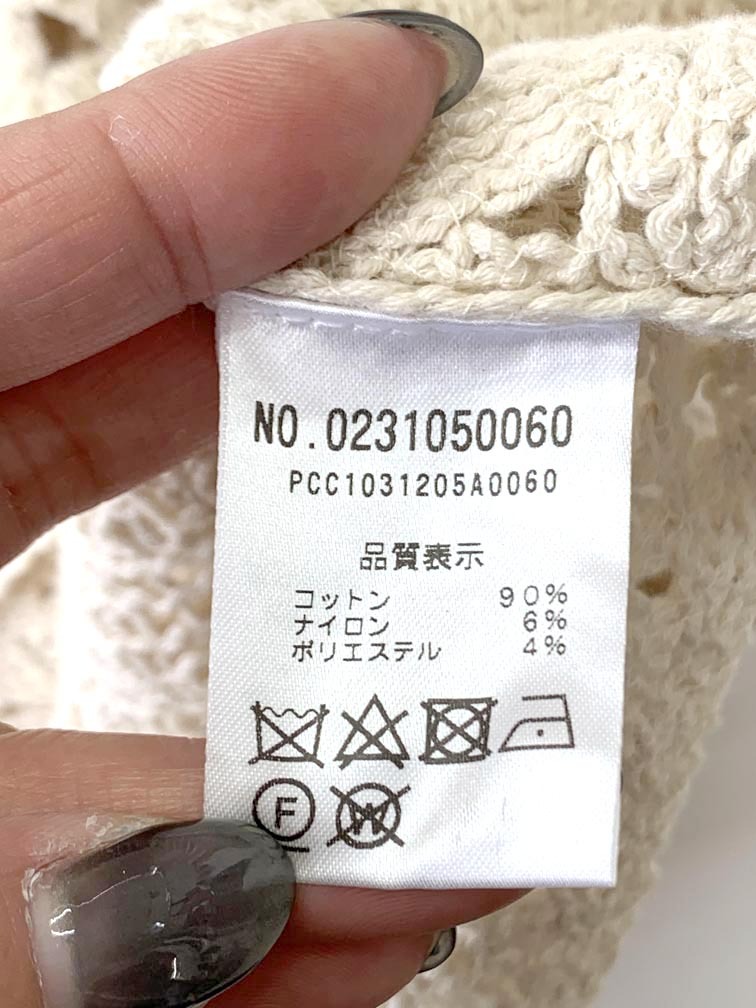 NO.0231050060
PCC1031205A0060
品質表示
コットン 90%
ナイロン 6%
ポリエステル 4%
F W